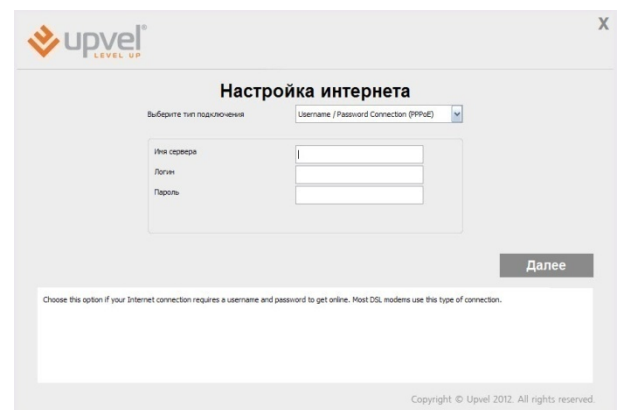 X
upvel®
LEVEL UP
Настройка интернета
Выберите тип подключения
Username / Password Connection (PPPoE)
Имя сервера
Логин
Пароль
Далее
Choose this option if your Internet connection requires a username and password to get online. Most DSL modems use this type of connection.
Copyright © Upvel 2012. All rights reserved.